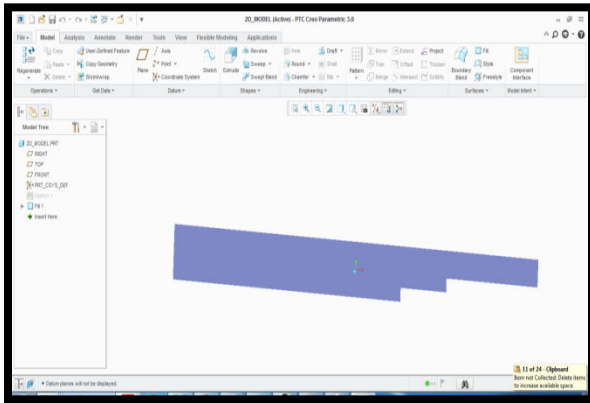 2D_MODEL (Active) - PTC Creo Parametric 3.0
File Model Analysis Annotate Render Tools View Flexible Modeling Applications
Regenerate
Copy
Paste
Delete
User-Defined Feature
Copy Geometry
Shrinkwrap
Plane
Axis
Point
Coordinate System
Sketch
Extrude
Revolve
Sweep
Swept Blend
Hole
Round
Chamfer
Draft
Shell
Rib
Pattern
Mirror
Trim
Merge
Extend
Offset
Intersect
Project
Thicken
Solidify
Boundary Blend
Fill
Style
Freestyle
Component Interface
Operations Get Data Datum Shapes Engineering Editing Surfaces Model Intent
Model Tree
2D_MODEL.PRT
RIGHT
TOP
FRONT
PRT_CSYS_DEF
Sketch 1
Fill 1
Insert Here
Datum planes will not be displayed.
11 of 24 - Clipboard
Item not Collected: Delete items
to increase available space